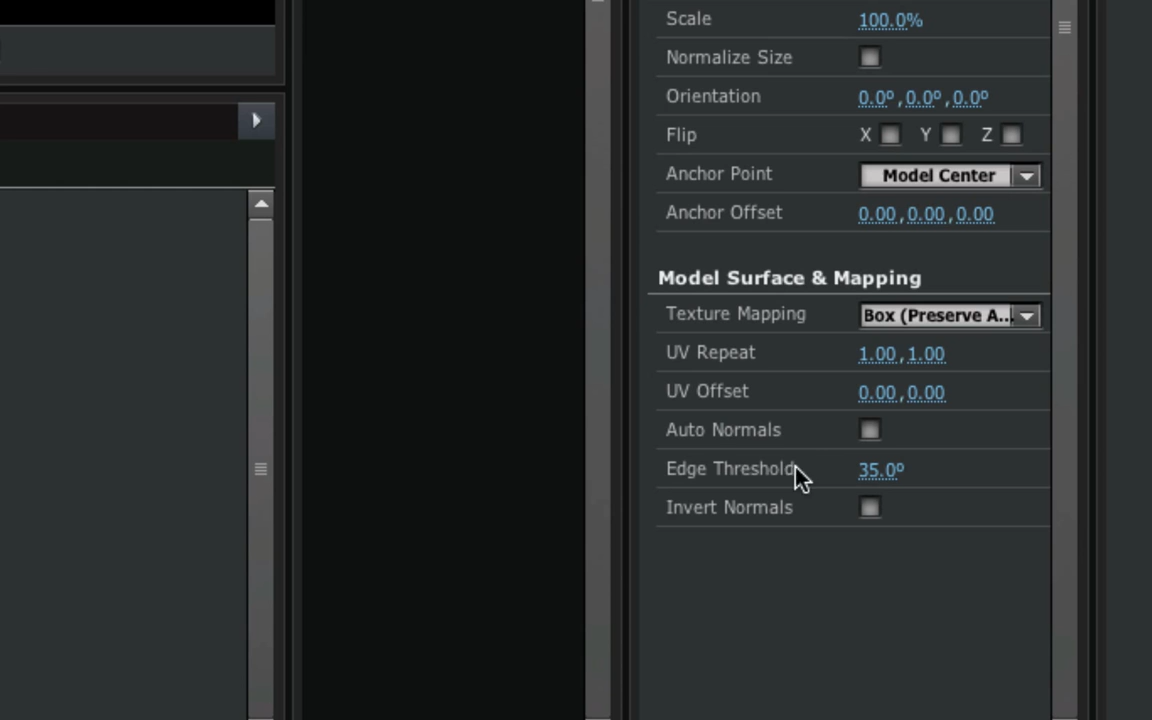 Scale 100.0%
Normalize Size
Orientation 0.0º, 0.0º, 0.0º
Flip X Y Z
Anchor Point Model Center
Anchor Offset 0.00, 0.00, 0.00
Model Surface & Mapping
Texture Mapping Box (Preserve A...
UV Repeat 1.00, 1.00
UV Offset 0.00, 0.00
Auto Normals
Edge Threshold 35.0º
Invert Normals